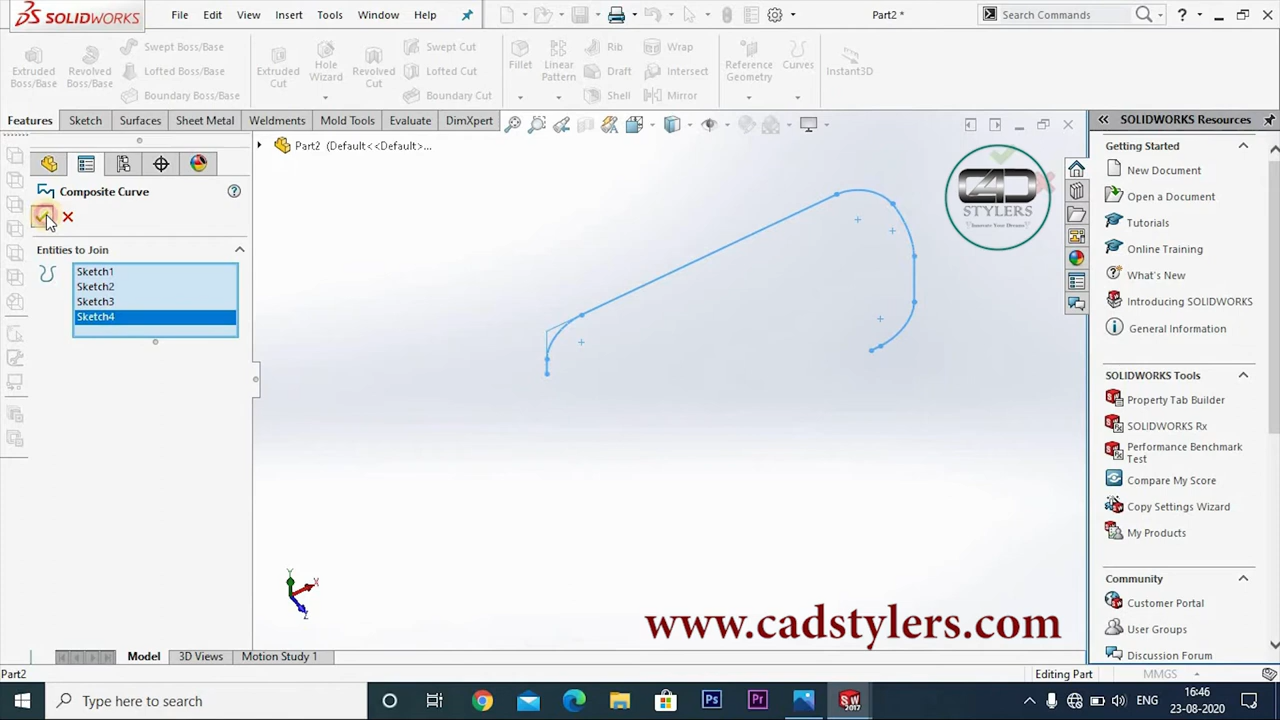 SOLIDWORKS File Edit View Insert Tools Window Help Part2 * Search Commands
Extruded Boss/Base Revolved Boss/Base Swept Boss/Base Lofted Boss/Base Boundary Boss/Base Extruded Cut Hole Wizard Revolved Cut Swept Cut Lofted Cut Boundary Cut Fillet Linear Pattern Rib Draft Shell Wrap Intersect Mirror Reference Geometry Curves Instant3D
Features Sketch Surfaces Sheet Metal Weldments Mold Tools Evaluate DimXpert
SOLIDWORKS Resources
Part2 (Default<<Default>...
Composite Curve
Entities to Join
Sketch1
Sketch2
Sketch3
Sketch4
STYLERS
Getting Started
New Document
Open a Document
Tutorials
Online Training
What's New
Introducing SOLIDWORKS
General Information
SOLIDWORKS Tools
Property Tab Builder
SOLIDWORKS Rx
Performance Benchmark
Test
Compare My Score
Copy Settings Wizard
My Products
Community
Customer Portal
User Groups
Discussion Forum
Y
X
Z
www.cadstylers.com
Model 3D Views Motion Study 1
Part2 Editing Part MMGS
Type here to search Ps Pr SW 2017 ENG 16:46
23-08-2020